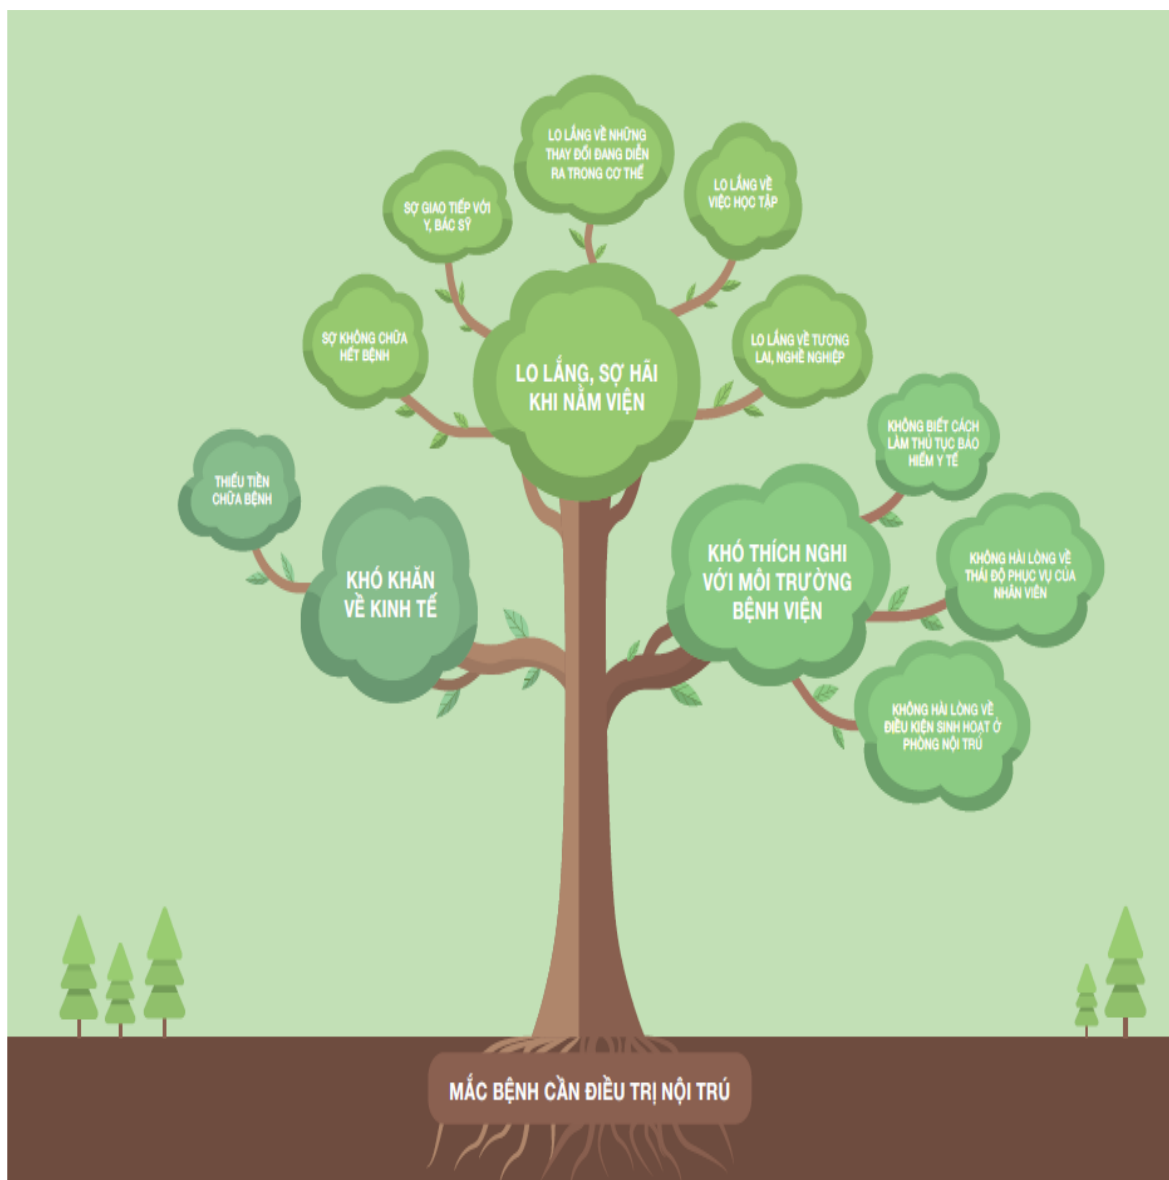 LO LẮNG VỀ NHỮNG
THAY ĐỔI ĐANG DIỄN
RA TRONG CƠ THỂ
LO LẮNG VỀ
VIỆC HỌC TẬP
SỢ GIAO TIẾP VỚI
Y, BÁC SỸ
SỢ KHÔNG CHỮA
HẾT BỆNH
LO LẮNG VỀ TƯƠNG
LAI, NGHỀ NGHIỆP
LO LẮNG, SỢ HÃI
KHI NẰM VIỆN
KHÔNG BIẾT CÁCH
LÀM THỦ TỤC BẢO
HIỂM Y TẾ
THIẾU TIỀN
CHỮA BỆNH
KHÓ KHĂN
VỀ KINH TẾ
KHÓ THÍCH NGHI
VỚI MÔI TRƯỜNG
BỆNH VIỆN
KHÔNG HÀI LÒNG VỀ
THÁI ĐỘ PHỤC VỤ CỦA
NHÂN VIÊN
KHÔNG HÀI LÒNG VỀ
ĐIỀU KIỆN SINH HOẠT Ở
PHÒNG NỘI TRÚ
MẮC BỆNH CẦN ĐIỀU TRỊ NỘI TRÚ